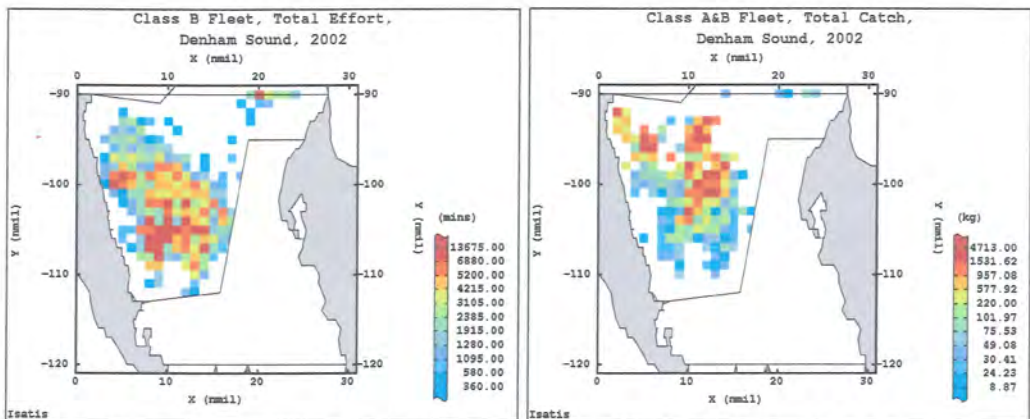 Class B Fleet, Total Effort,
Denham Sound, 2002
X (nmil)
0 10 20 30
-90 -90
-100 -100
-110 -110
-120 -120
Y (nmil)
Y (nmil)
(mins)
13675.00
6880.00
5200.00
4215.00
3105.00
2385.00
1915.00
1280.00
1095.00
580.00
360.00
0 10 20 30
X (nmil)
Isatis
Class A&B Fleet, Total Catch,
Denham Sound, 2002
X (nmil)
0 10 20 30
-90 -90
-100 -100
-110 -110
-120 -120
Y (nmil)
Y (nmil)
(kg)
4713.00
1531.62
957.08
577.92
220.00
101.97
75.53
49.08
30.41
24.23
8.87
0 10 20 30
X (nmil)
Isatis